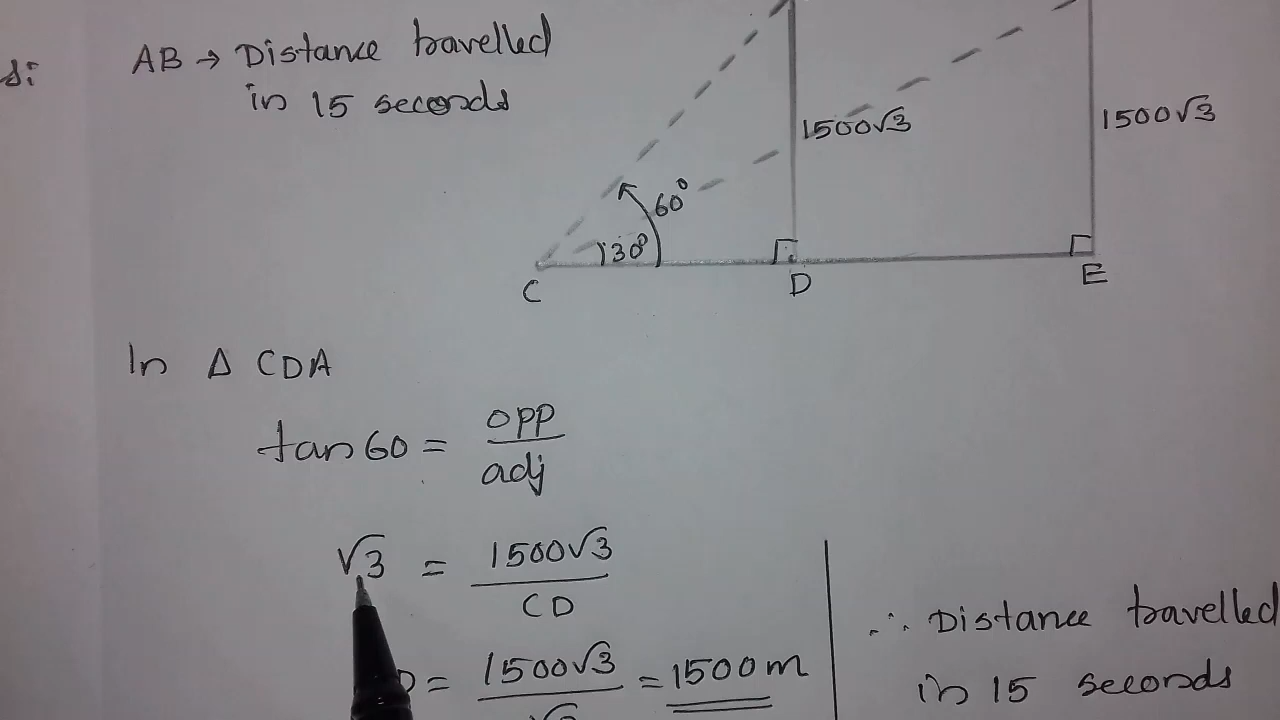 s:
AB → Distance travelled
in 15 seconds
1500√3
1500√3
60°
30°
C
D
E
In Δ CDA
tan 60 = opp
adj
√3 = 1500√3
CD
D = 1500√3 = 1500 m
∴ Distance travelled
in 15 seconds